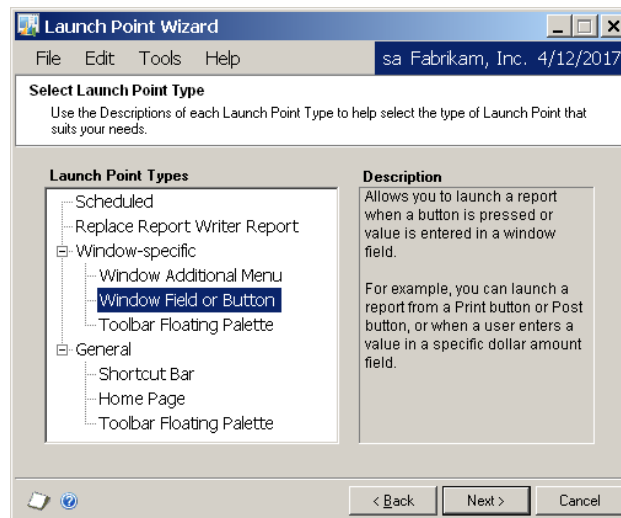 Launch Point Wizard
File Edit Tools Help sa Fabrikam, Inc. 4/12/2017
Select Launch Point Type
Use the Descriptions of each Launch Point Type to help select the type of Launch Point that
suits your needs.
Launch Point Types
Scheduled
Replace Report Writer Report
Window-specific
Window Additional Menu
Window Field or Button
Toolbar Floating Palette
General
Shortcut Bar
Home Page
Toolbar Floating Palette
Description
Allows you to launch a report
when a button is pressed or
value is entered in a window
field.
For example, you can launch a
report from a Print button or Post
button, or when a user enters a
value in a specific dollar amount
field.
< Back Next > Cancel